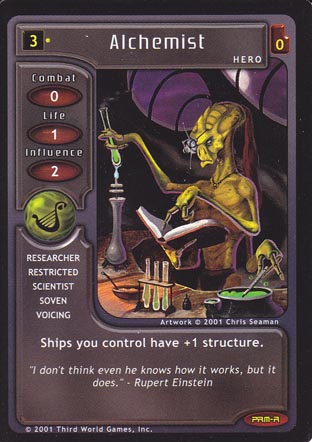 3
Alchemist
0
HERO
Combat
0
Life
1
Influence
2
RESEARCHER
RESTRICTED
SCIENTIST
SOVEN
VOICING
Artwork © 2001 Chris Seaman
Ships you control have +1 structure.
"I don't think even he knows how it works, but it
does." - Rupert Einstein
© 2001 Third World Games, Inc.
PRM-R